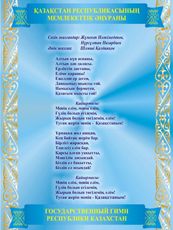 ҚАЗАҚСТАН РЕСПУБЛИКАСЫНЫҢ
МЕМЛЕКЕТТІК ӘНҰРАНЫ
Сөзін жазғандар: Жұмекен Нәжімеденов,
Нұрсұлтан Назарбаев
Әнін жазған: Шәмші Қалдаяқов
Алтын күн аспаны,
Алтын дән даласы,
Ерліктің дастаны,
Еліме қарашы!
Ежелден ер деген,
Даңқымыз шықты ғой.
Намысын бермеген,
Қазағым мықты ғой!
Қайырмасы:
Менің елім, менің елім,
Гүлің болып егілемін,
Жырың болып төгілемін, елім!
Туған жерім менің – Қазақстаным!
Ұрпаққа жол ашқан,
Кең байтақ жерім бар.
Бірлігі жарасқан,
Тәуелсіз елім бар.
Қарсы алған уақытты,
Мәңгілік досындай.
Біздің ел бақытты,
Біздің ел осындай!
Қайырмасы:
Менің елім, менің елім,
Гүлің болып егілемін,
Жырың болып төгілемін, елім!
Туған жерім менің – Қазақстаным!
ГОСУДАРСТВЕННЫЙ ГИМН
РЕСПУБЛИКИ КАЗАХСТАН